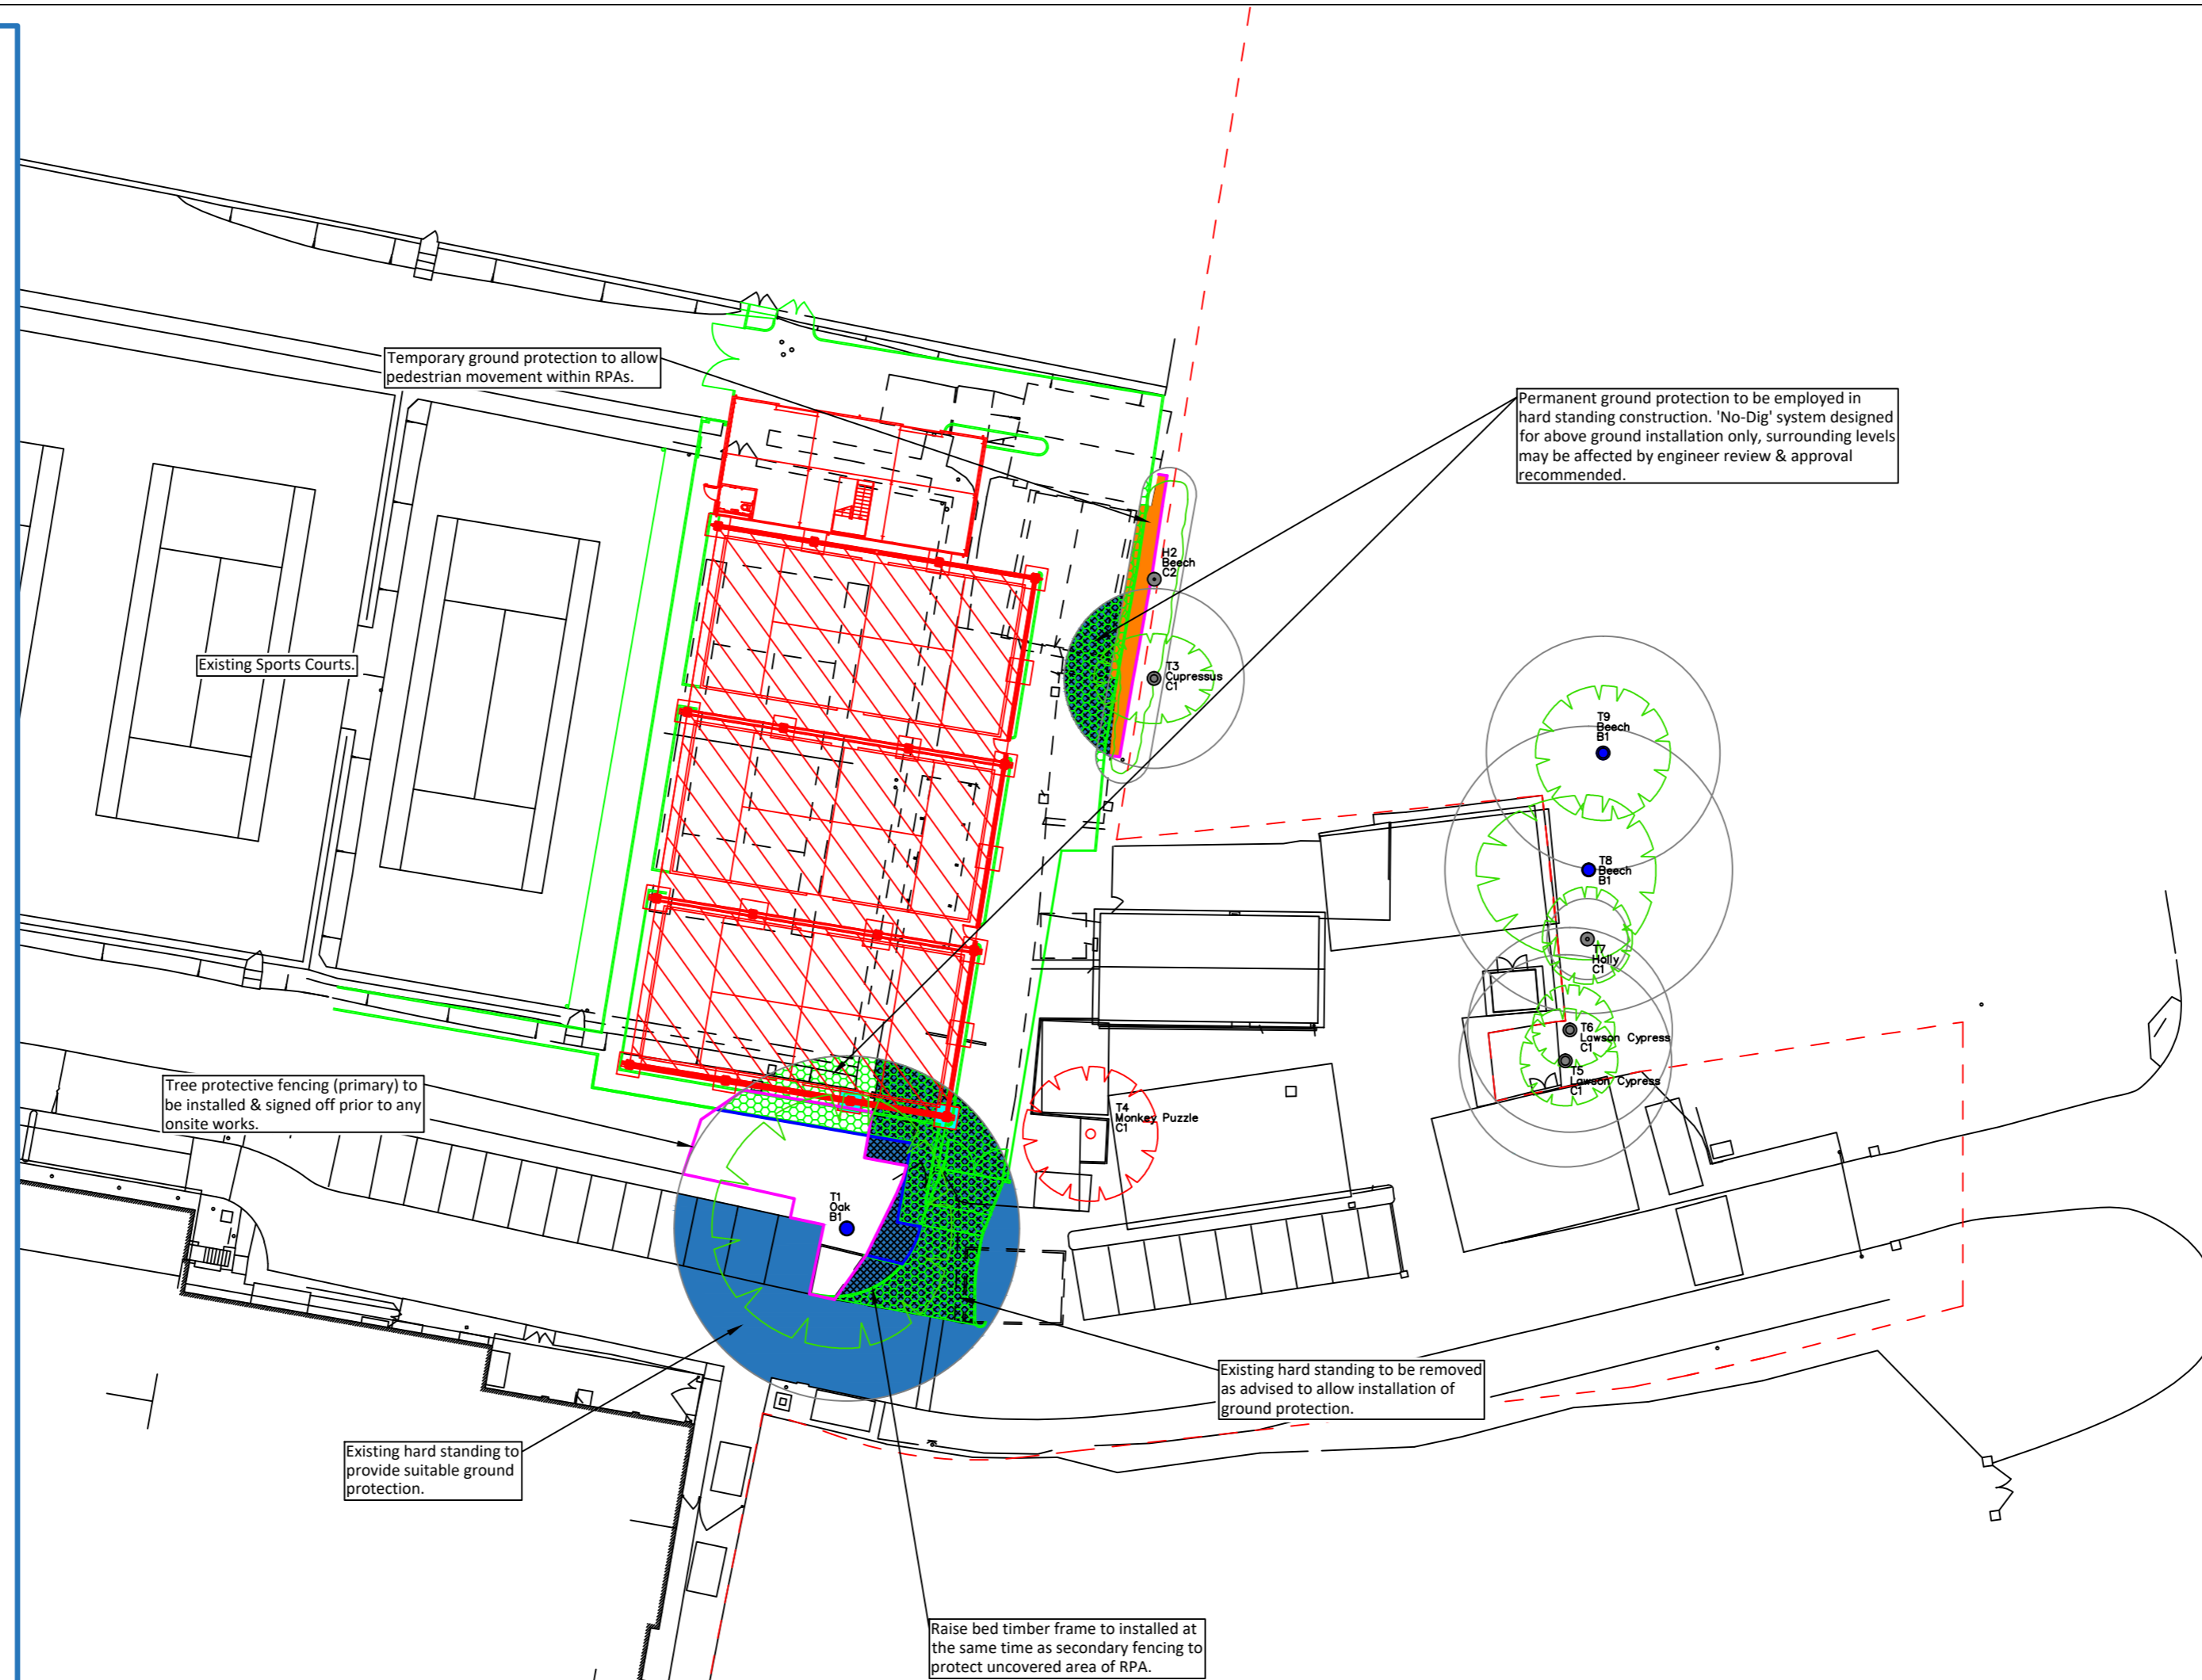 Temporary ground protection to allow
pedestrian movement within RPAs.
Permanent ground protection to be employed in
hard standing construction. 'No-Dig' system designed
for above ground installation only, surrounding levels
may be affected by engineer review & approval
recommended.
H2
Beech
C2
Existing Sports Courts.
T3
Cupressus
C1
T9
Beech
B1
T8
Beech
B1
T7
Holly
C1
T6
Lawson Cypress
C1
T5
Lawson Cypress
C1
Tree protective fencing (primary) to
be installed & signed off prior to any
onsite works.
T4
Monkey Puzzle
C1
T1
Oak
B1
Existing hard standing to be removed
as advised to allow installation of
ground protection.
Existing hard standing to
provide suitable ground
protection.
Raise bed timber frame to installed at
the same time as secondary fencing to
protect uncovered area of RPA.